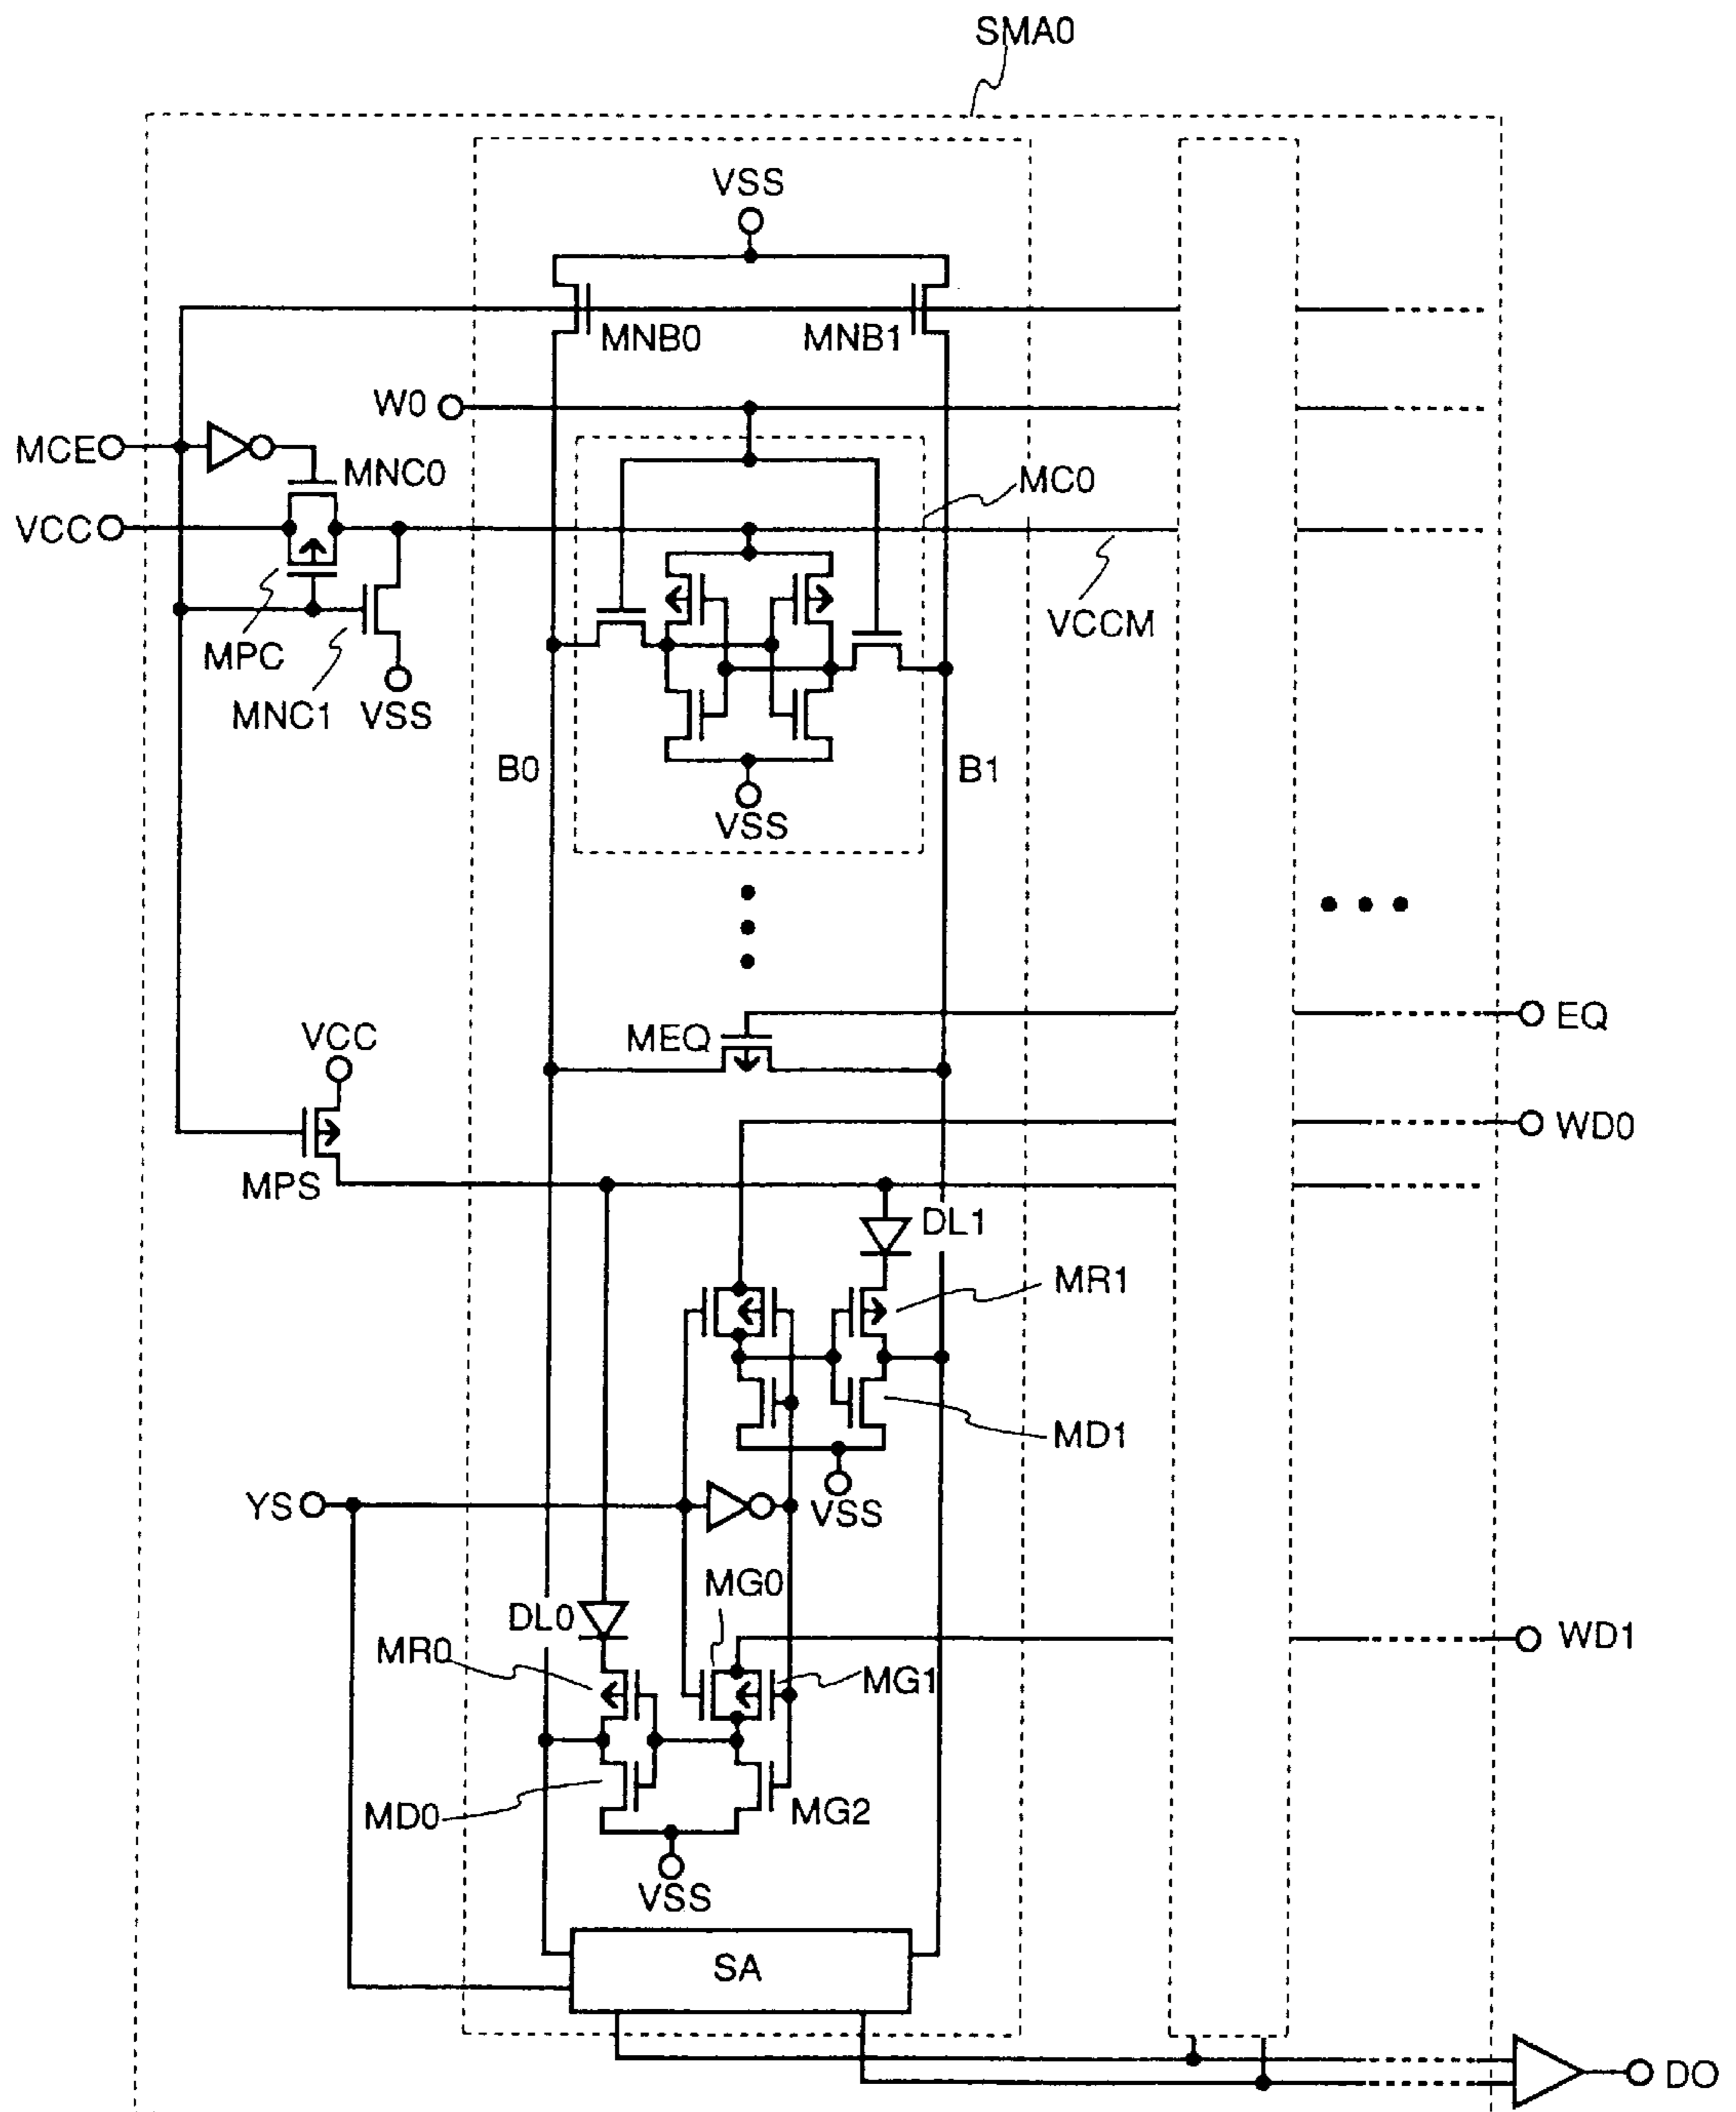 SMA0
VSS
MNB0 MNB1
W0
MCE
MNC0
MC0
VCC
VCCM
MPC
MNC1 VSS
B0 B1
VSS
EQ
MEQ
VCC
WD0
MPS
DL1
MR1
MD1
YS
VSS
MG0
DL0
WD1
MR0
MG1
MD0
MG2
VSS
SA
DO